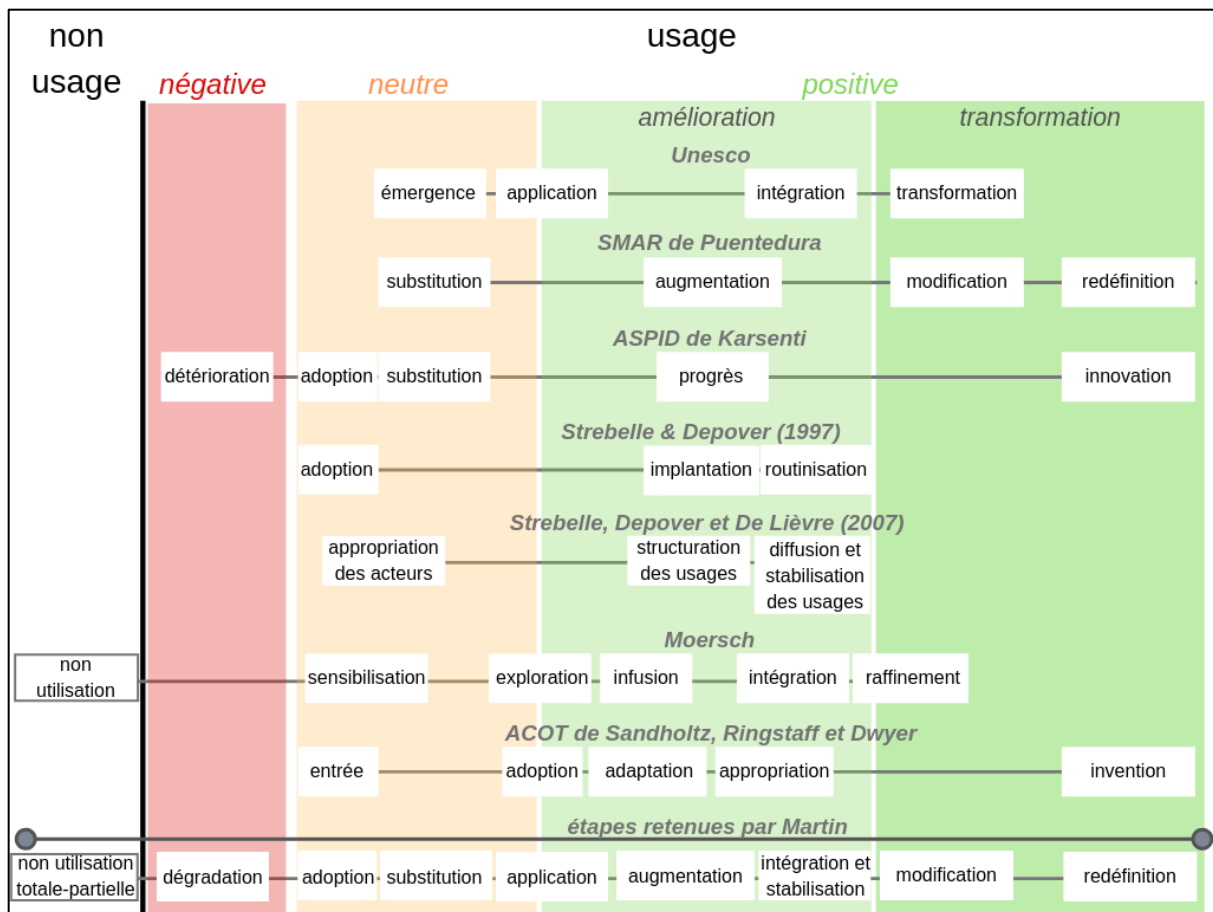 non usage
usage
négative neutre positive
amélioration transformation
Unesco
émergence application intégration transformation
SMAR de Puentedura
substitution augmentation modification redéfinition
ASPID de Karsenti
détérioration adoption substitution progrès innovation
Strebelle & Depover (1997)
adoption implantation routinisation
Strebelle, Depover et De Lièvre (2007)
appropriation
des acteurs
structuration
des usages
diffusion et
stabilisation
des usages
Moersch
non
utilisation
sensibilisation exploration infusion intégration raffinement
ACOT de Sandholtz, Ringstaff et Dwyer
entrée adoption adaptation appropriation invention
étapes retenues par Martin
non utilisation
totale-partielle
dégradation adoption substitution application augmentation
intégration et
stabilisation
modification redéfinition